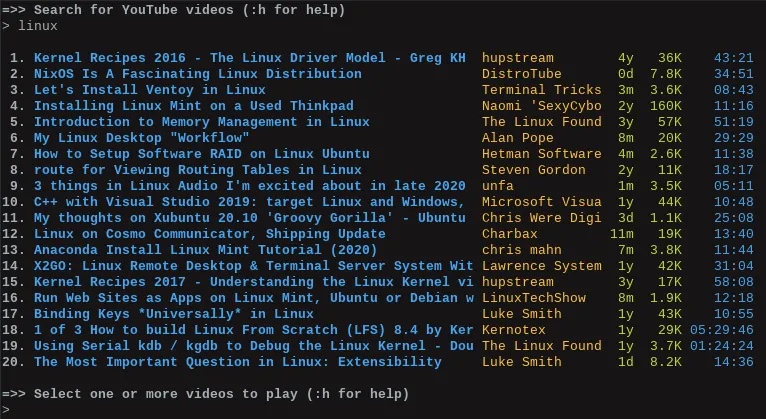 =>> Search for YouTube videos (:h for help)
> linux
1. Kernel Recipes 2016 - The Linux Driver Model - Greg KH hupstream 4y 36K 43:21
2. NixOS Is A Fascinating Linux Distribution DistroTube 0d 7.8K 34:51
3. Let's Install Ventoy in Linux Terminal Tricks 3m 3.6K 08:43
4. Installing Linux Mint on a Used Thinkpad Naomi 'SexyCybo 2y 160K 11:16
5. Introduction to Memory Management in Linux The Linux Found 3y 57K 51:19
6. My Linux Desktop "Workflow" Alan Pope 8m 20K 29:29
7. How to Setup Software RAID on Linux Ubuntu Hetman Software 4m 2.6K 11:38
8. route for Viewing Routing Tables in Linux Steven Gordon 2y 11K 18:17
9. 3 things in Linux Audio I'm excited about in late 2020 unfa 1m 3.5K 05:11
10. C++ with Visual Studio 2019: target Linux and Windows, Microsoft Visua 1y 44K 10:48
11. My thoughts on Xubuntu 20.10 'Groovy Gorilla' - Ubuntu Chris Were Digi 3d 1.1K 25:08
12. Linux on Cosmo Communicator, Shipping Update Charbax 11m 19K 13:40
13. Anaconda Install Linux Mint Tutorial (2020) chris mahn 7m 3.8K 11:44
14. X2GO: Linux Remote Desktop & Terminal Server System Wit Lawrence System 1y 42K 31:04
15. Kernel Recipes 2017 - Understanding the Linux Kernel vi hupstream 3y 17K 58:08
16. Run Web Sites as Apps on Linux Mint, Ubuntu or Debian w LinuxTechShow 8m 1.9K 12:18
17. Binding Keys *Universally* in Linux Luke Smith 1y 43K 10:55
18. 1 of 3 How to build Linux From Scratch (LFS) 8.4 by Ker Kernotex 1y 29K 05:29:46
19. Using Serial kdb / kgdb to Debug the Linux Kernel - Dou The Linux Found 1y 3.7K 01:24:24
20. The Most Important Question in Linux: Extensibility Luke Smith 1d 8.2K 14:36
=>> Select one or more videos to play (:h for help)
>